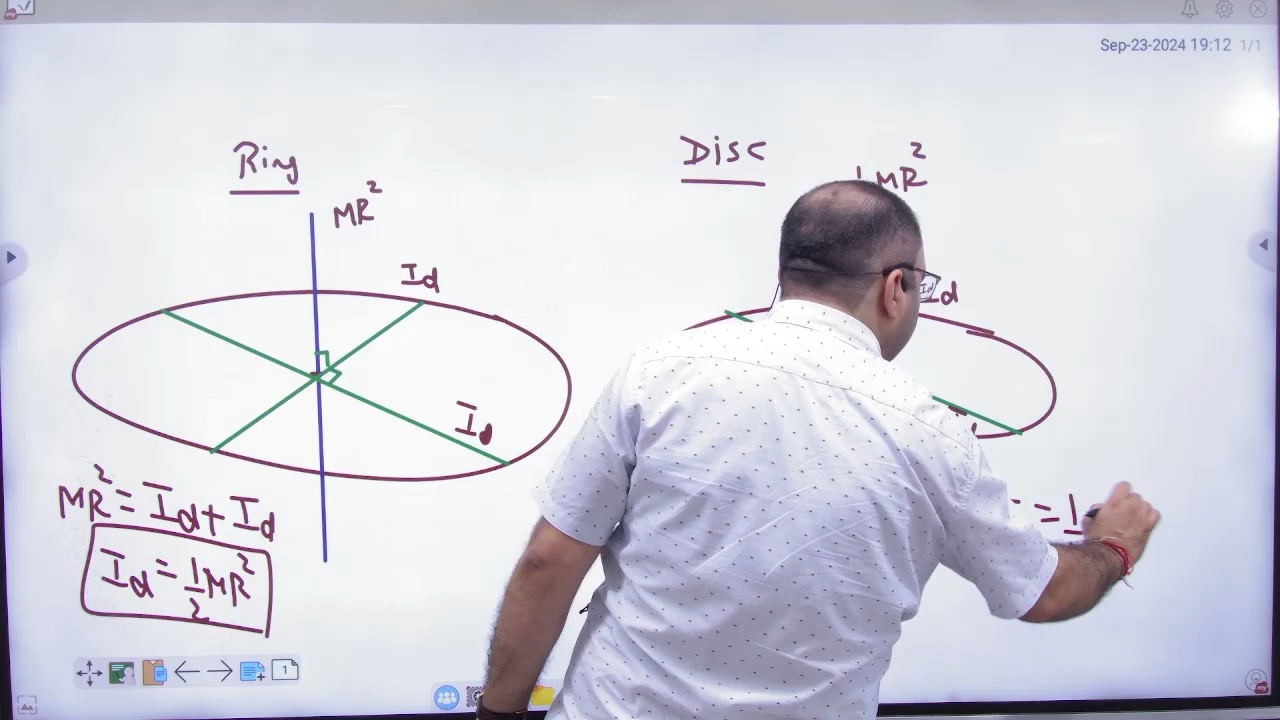 Sep-23-2024 19:12 1/1
Ring
MR²
Id
Id
MR² = Id + Id
Id = 1/2 MR²
Disc
MR²
Id
= 1
1